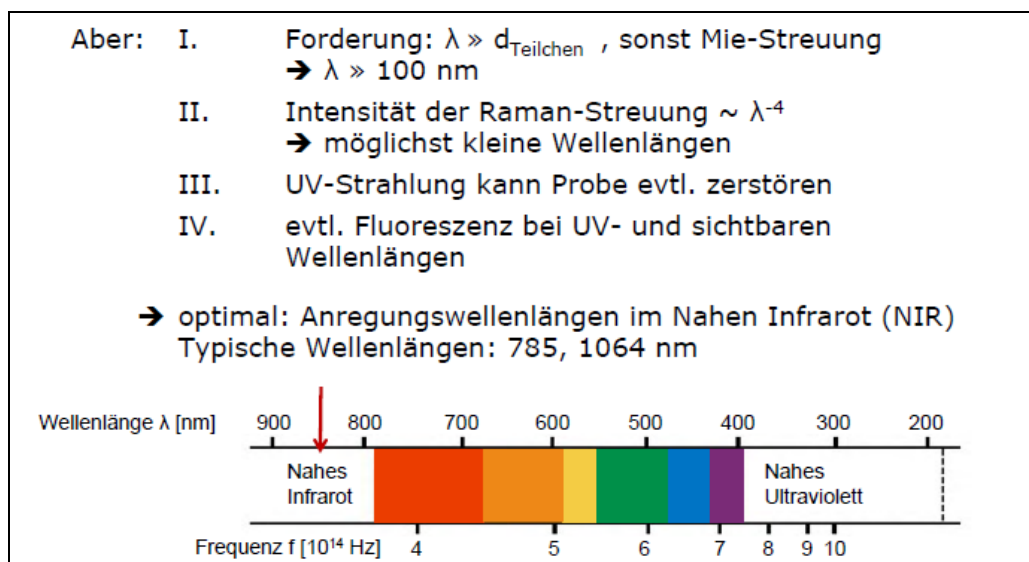 Aber: I. Forderung: λ » dTeilchen , sonst Mie-Streuung
➔ λ » 100 nm
II. Intensität der Raman-Streuung ~ λ-4
➔ möglichst kleine Wellenlängen
III. UV-Strahlung kann Probe evtl. zerstören
IV. evtl. Fluoreszenz bei UV- und sichtbaren
Wellenlängen
➔ optimal: Anregungswellenlängen im Nahen Infrarot (NIR)
Typische Wellenlängen: 785, 1064 nm
Wellenlänge λ [nm] 900 800 700 600 500 400 300 200
Nahes Nahes
Infrarot Ultraviolett
Frequenz f [10¹⁴ Hz] 4 5 6 7 8 9 10